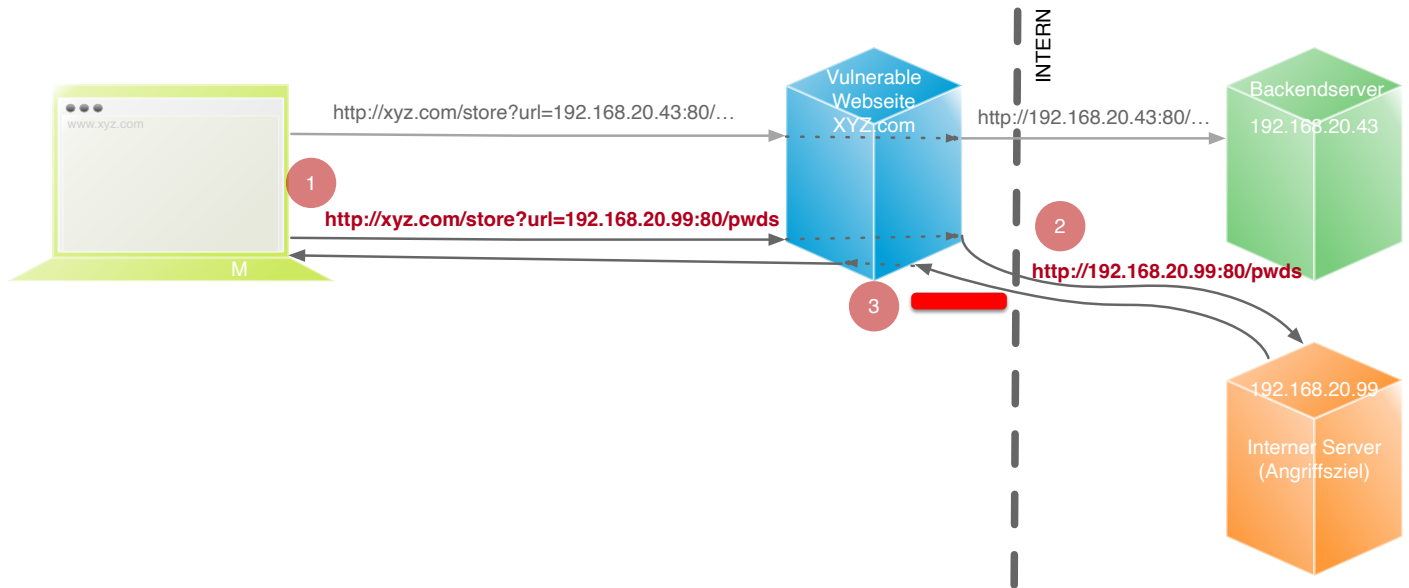 INTERN
Vulnerable
Webseite
XYZ.com
Backendserver
192.168.20.43
www.xyz.com
http://xyz.com/store?url=192.168.20.43:80/…
http://192.168.20.43:80/…
1
http://xyz.com/store?url=192.168.20.99:80/pwds
2
http://192.168.20.99:80/pwds
M
3
192.168.20.99
Interner Server
(Angriffsziel)